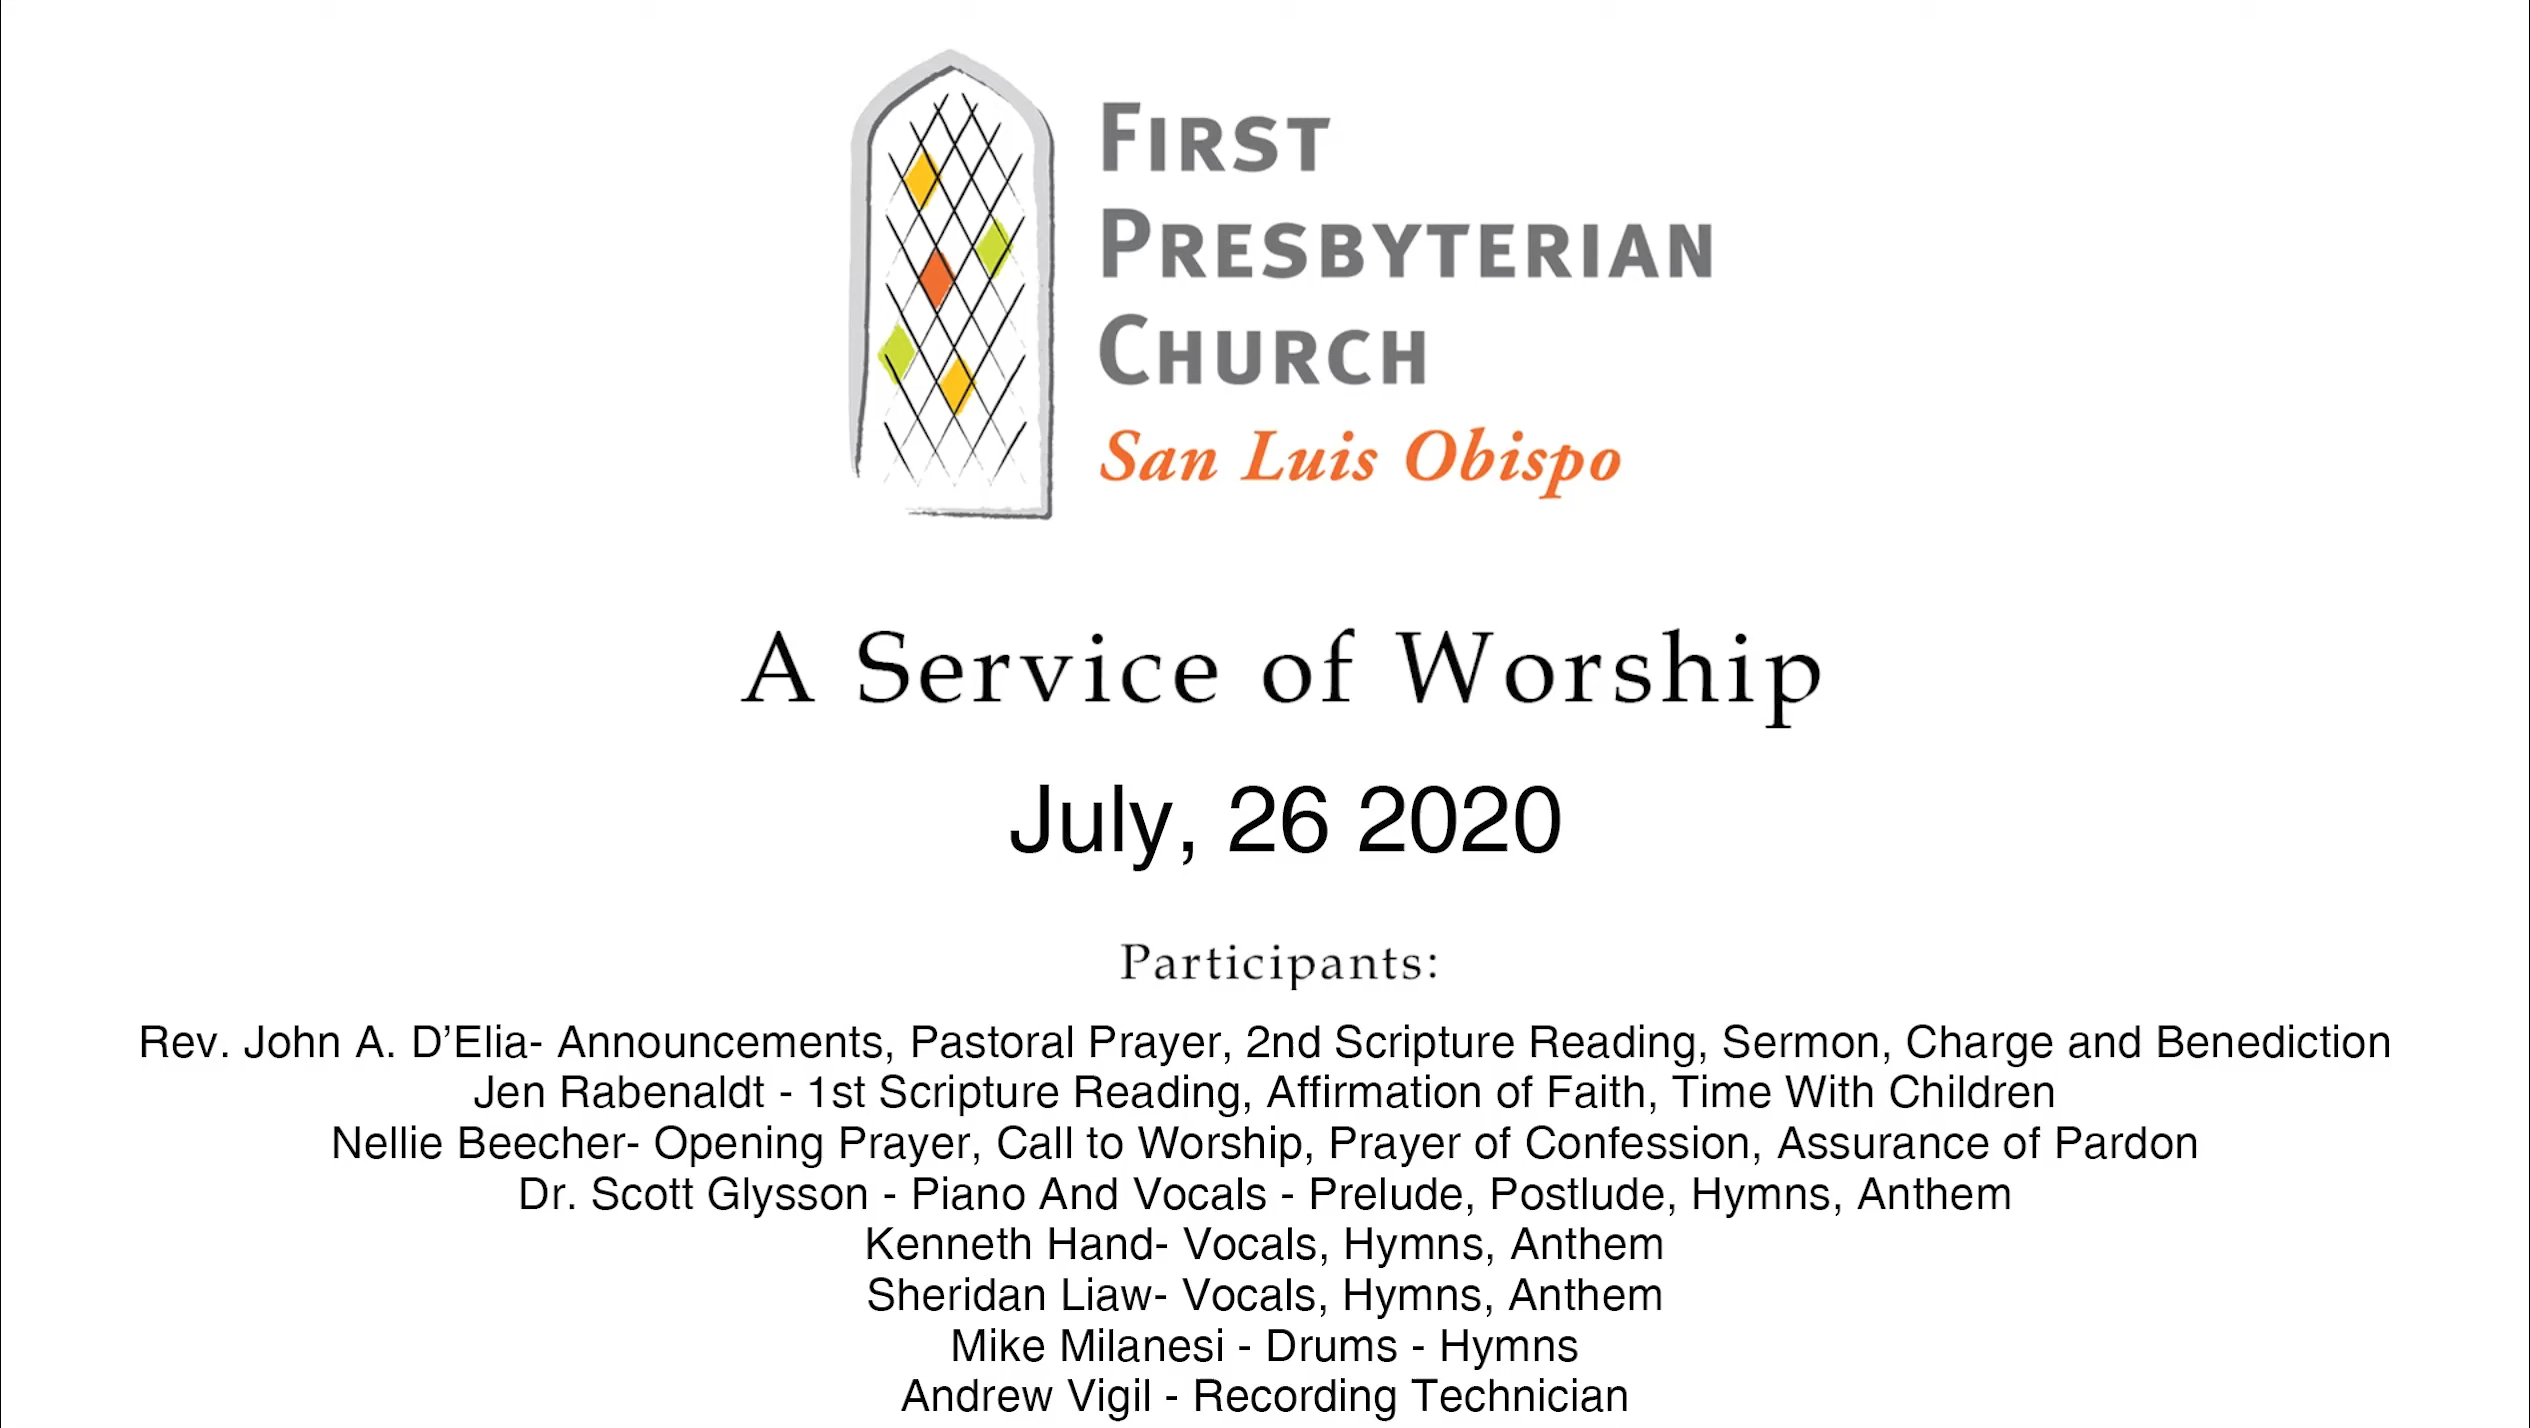 First
Presbyterian
Church
San Luis Obispo
A Service of Worship
July, 26 2020
Participants:
Rev. John A. D’Elia- Announcements, Pastoral Prayer, 2nd Scripture Reading, Sermon, Charge and Benediction
Jen Rabenaldt - 1st Scripture Reading, Affirmation of Faith, Time With Children
Nellie Beecher- Opening Prayer, Call to Worship, Prayer of Confession, Assurance of Pardon
Dr. Scott Glysson - Piano And Vocals - Prelude, Postlude, Hymns, Anthem
Kenneth Hand- Vocals, Hymns, Anthem
Sheridan Liaw- Vocals, Hymns, Anthem
Mike Milanesi - Drums - Hymns
Andrew Vigil - Recording Technician